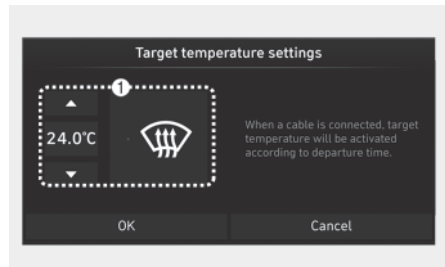 Target temperature settings
1
24.0°C
When a cable is connected, target
temperature will be activated
according to departure time.
OK
Cancel